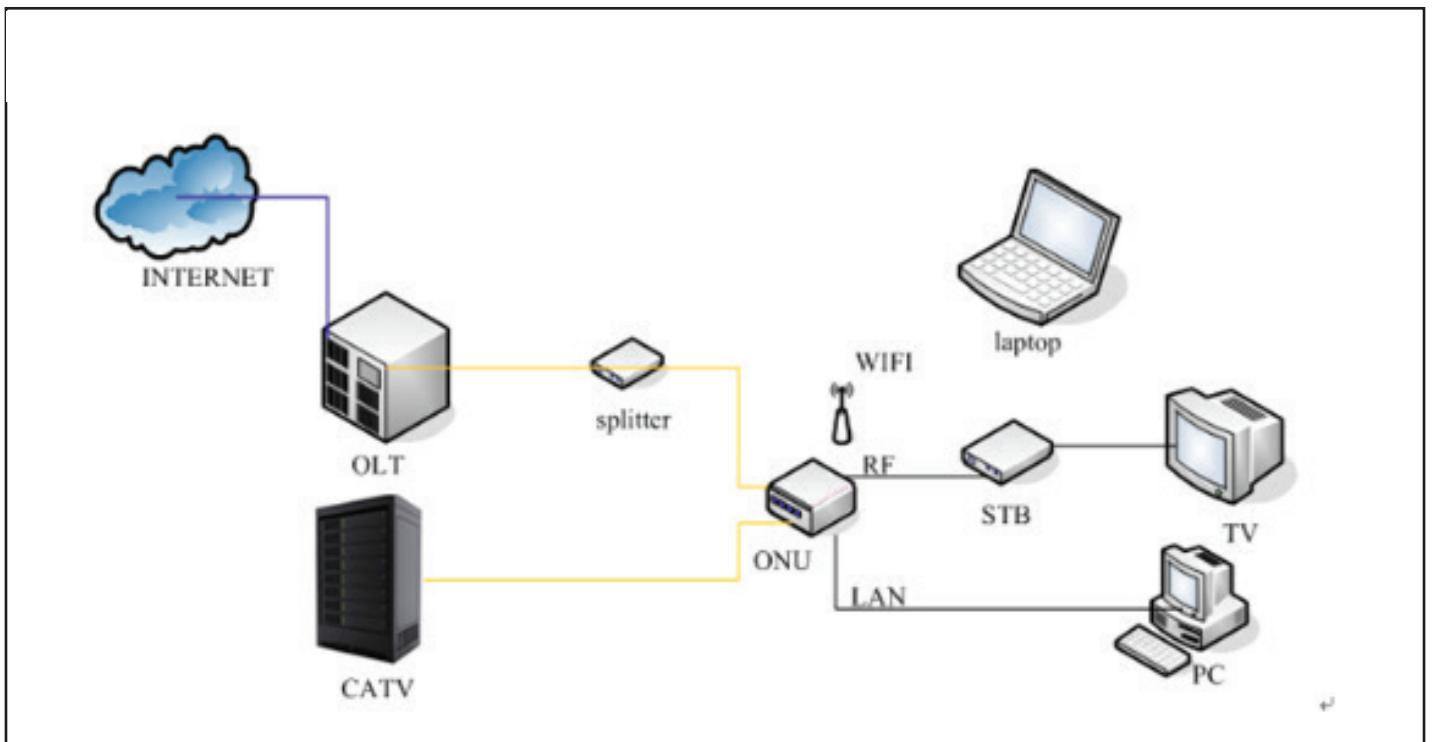 INTERNET
laptop
WIFI
splitter
OLT
RF
STB
TV
ONU
LAN
CATV
PC